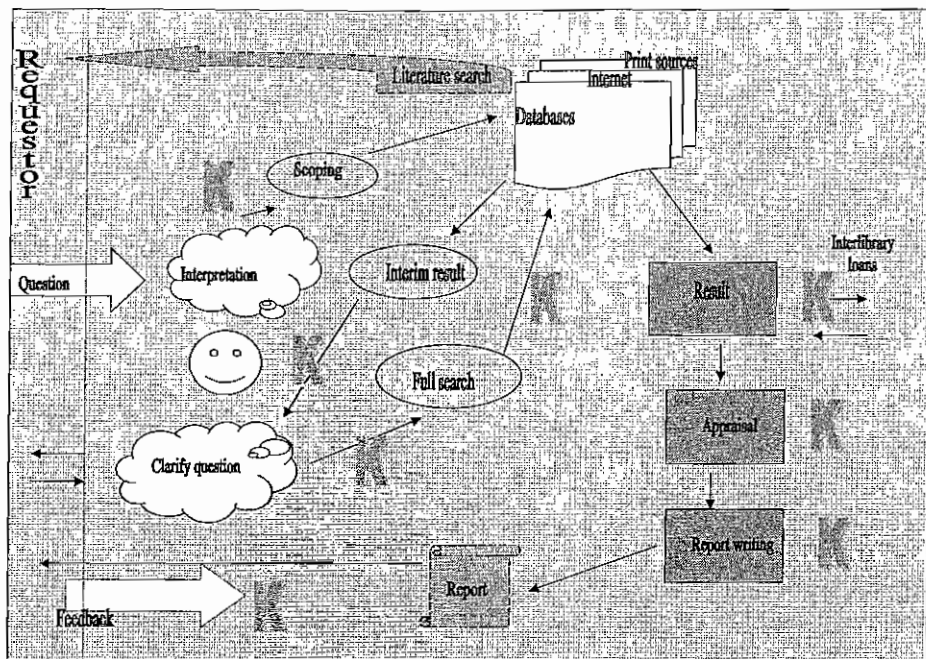 Requestor
Print sources
Internet
Literature search
Databases
Scoping
K
Interpretation
Interim result
Interlibrary
loans
Question
K
Result
K
K
Full search
Appraisal
K
Clarify question
K
Report writing
K
Report
K
Feedback